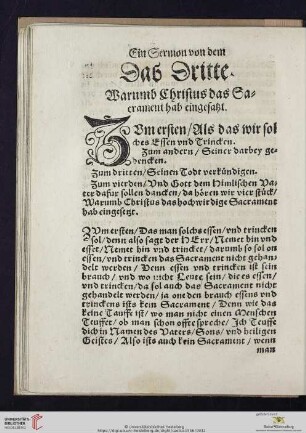 Ein Sermon von dem
Das Dritte.
Warumb Christus das Sa-
crament hab eingesatzt.
ZUm ersten/Als das wir sol
ches Essen vnd Trincken.
Zum andern/Seiner darbey ge-
dencken.
Zum dritten/Seinen Todt verkündigen.
Zum vierden/Vnd Gott dem Himlischen Va-
ter dafur sollen dancken/da hören wir vier stück/
Warumb Christus das hochwirdige Sacrament
hab eingesetzt.
ZUm ersten/Das man solchs essen/vnd trincken
sol/denn also sagt der HErr/Nemet hin vnd
esset/Nemet hin vnd trincket/darumb so sol on
essen/vnd trincken das Sacrament nicht gehan-
delt werden/Denn essen vnd trincken ist sein
brauch/vnd wo nicht Leute sein/die es essen/
vnd trincken/da sol auch das Sacrament nicht
gehandelt werden/ja one den brauch essens vnd
trinckens ists kein Sacrament/Denn wie das
keine Tauffe ist/wo man nicht einen Menschen
Teuffet/ob man schon offt spreche/Ich Teuffe
dich in Namen des Vaters/Sons/vnd heiligen
Geistes/Also ists auch kein Sacrament/wenn
man
UNIVERSITÄTS-
BIBLIOTHEK
HEIDELBERG